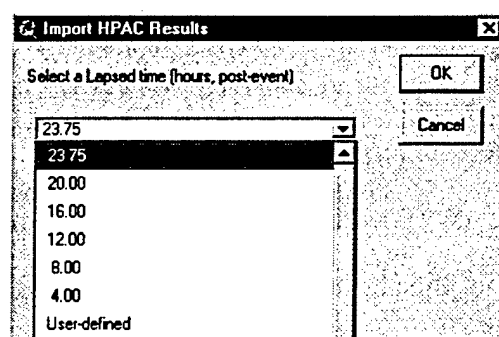 Import HPAC Results
Select a Lapsed time (hours, post-event)
OK
23.75
Cancel
23.75
20.00
16.00
12.00
8.00
4.00
User-defined